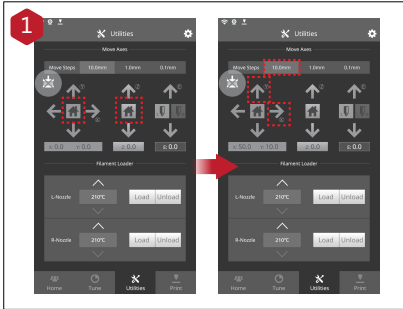 1
Utilities
Move Axes
Move Steps 10.0mm 1.0mm 0.1mm
Y Z E
X
X: 0.0 Y: 0.0 Z: 0.0 E: 0.0
Filament Loader
L-Nozzle 210℃ Load Unload
R-Nozzle 210℃ Load Unload
Home Tune Utilities Print
Utilities
Move Axes
Move Steps 10.0mm 1.0mm 0.1mm
Y Z E
X: 50.0 Y: 10.0 Z: 0.0 E: 0.0
Filament Loader
L-Nozzle 210℃ Load Unload
R-Nozzle 210℃ Load Unload
Home Tune Utilities Print